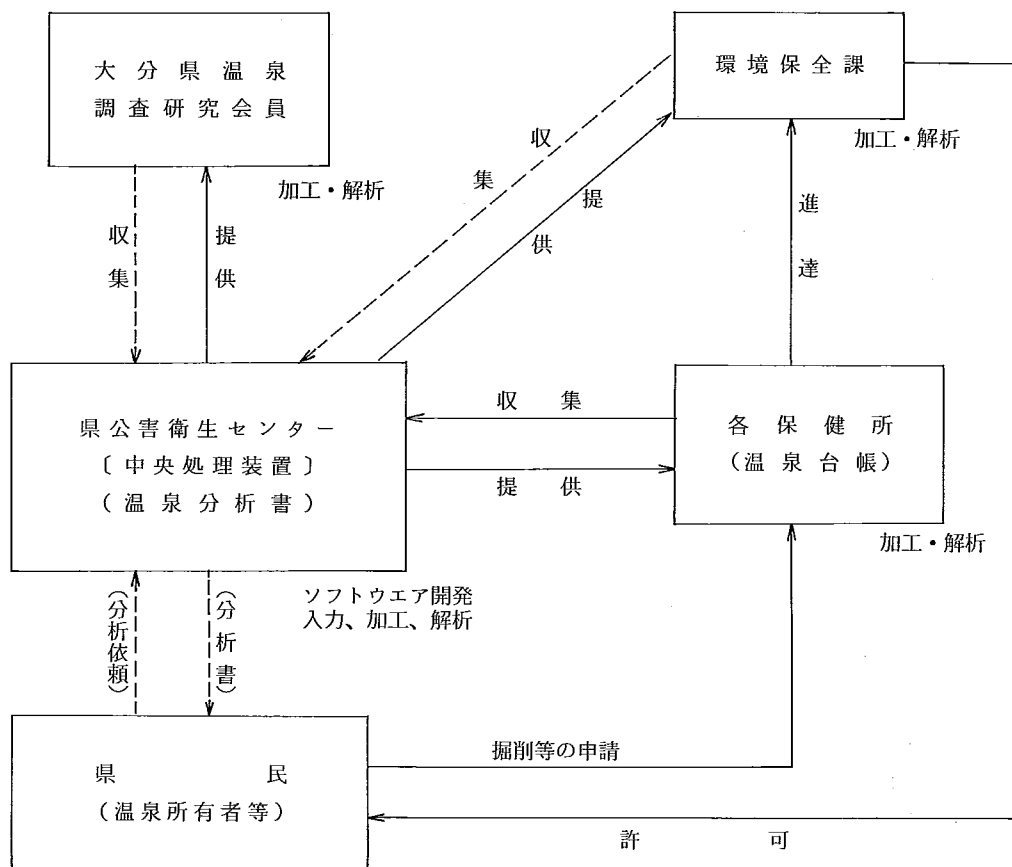 大分県温泉
調査研究会員
加工・解析
環境保全課
加工・解析
収集
提供
収集
提供
進達
県公害衛生センター
〔中央処理装置〕
(温泉分析書)
ソフトウエア開発
入力、加工、解析
収集
提供
各保健所
(温泉台帳)
加工・解析
(分析依頼)
(分析書)
県民
(温泉所有者等)
掘削等の申請
許可